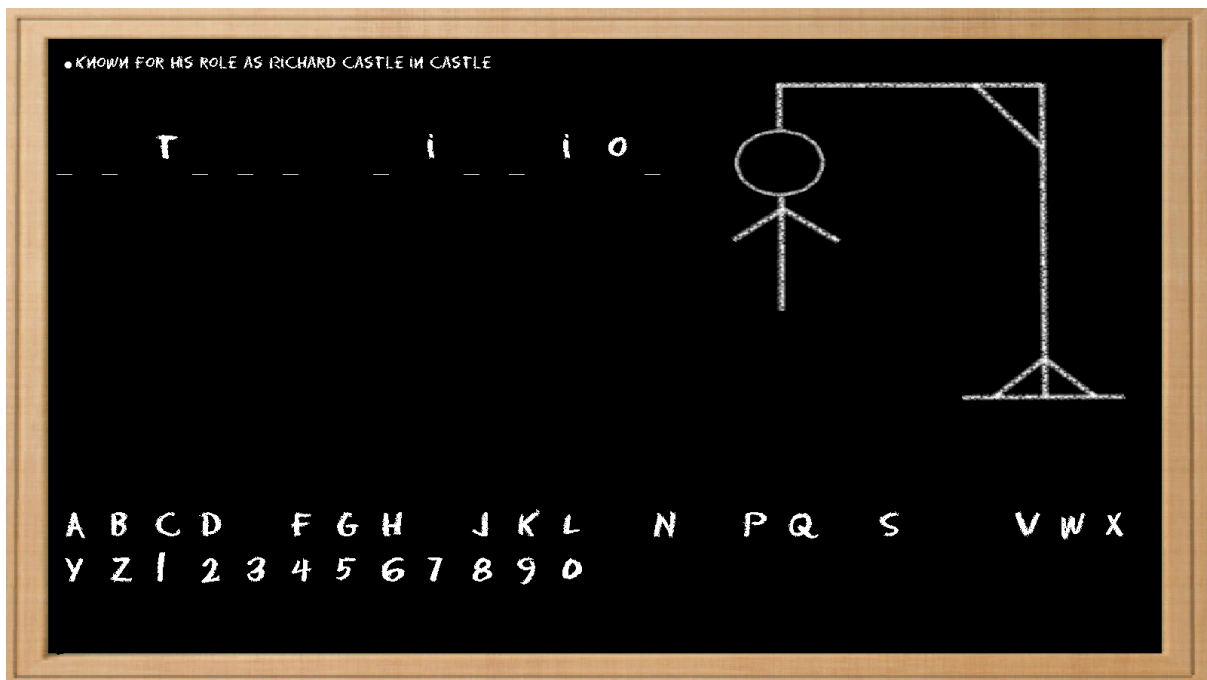 • KNOWN FOR HIS ROLE AS RICHARD CASTLE IN CASTLE
_ _ T _ _ _ _ i _ _ i o _
A B C D F G H J K L N P Q S V W X
Y Z 1 2 3 4 5 6 7 8 9 0